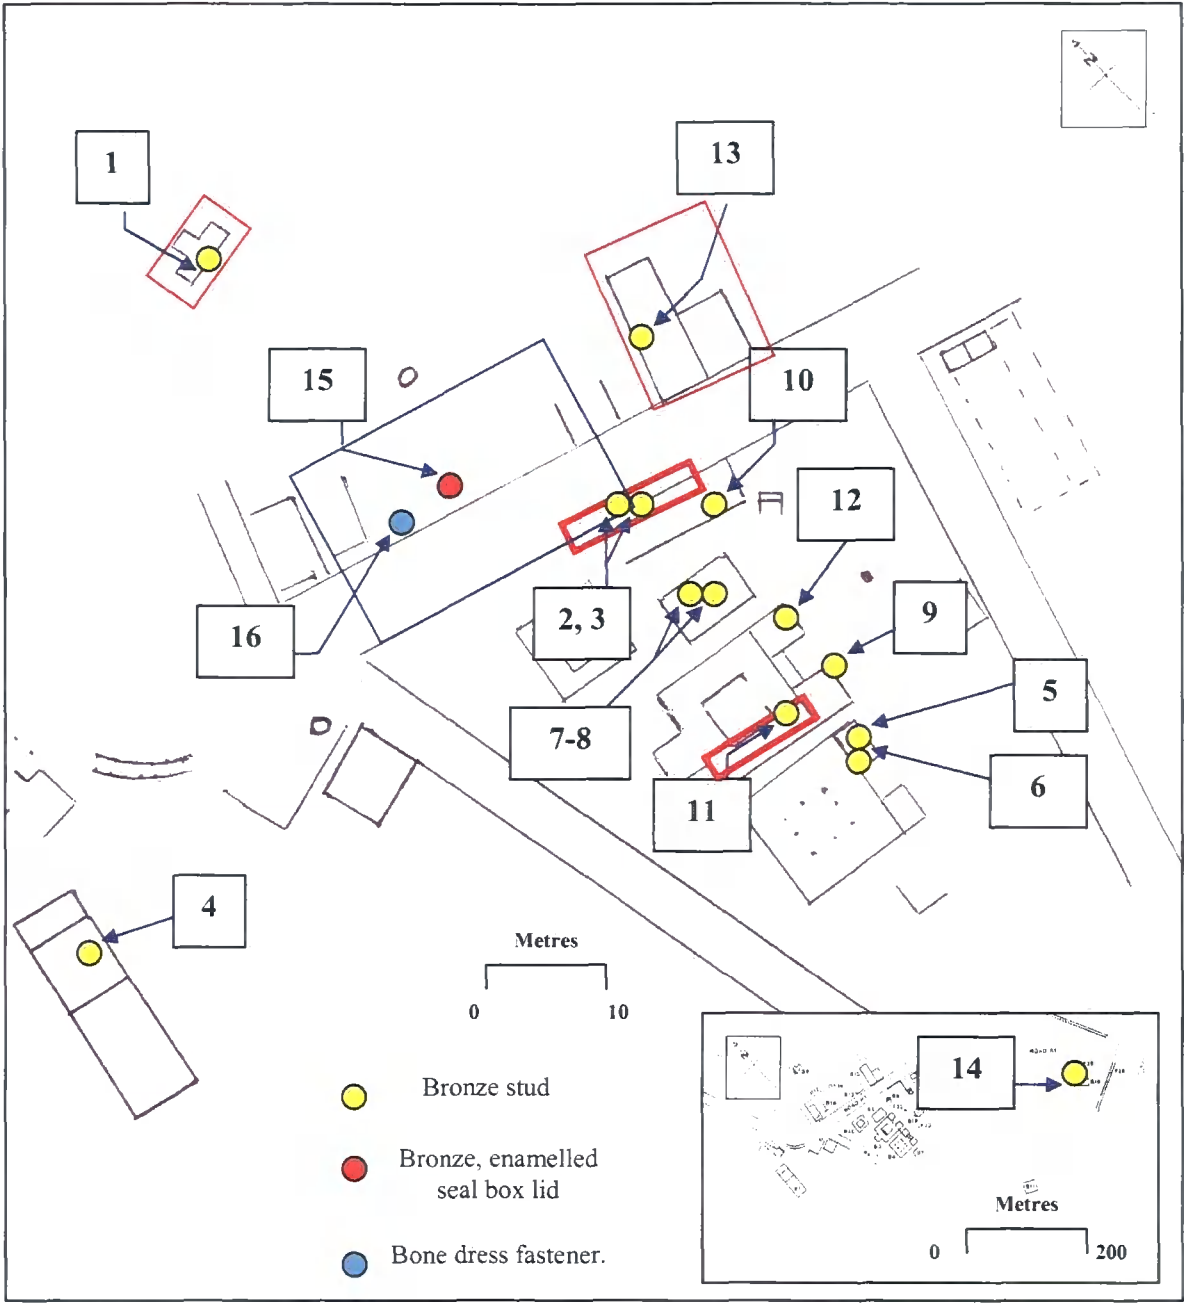 1
13
15
10
12
9
2, 3
16
5
7-8
6
11
4
Metres
0 10
Bronze stud
Bronze, enamelled
seal box lid
Bone dress fastener.
14
Metres
0 200